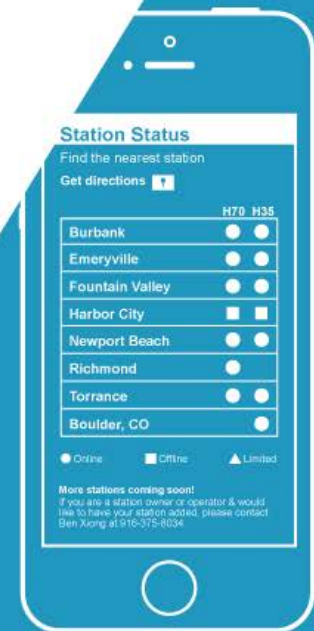 Station Status
Find the nearest station
Get directions
H70 H35
Burbank
Emeryville
Fountain Valley
Harbor City
Newport Beach
Richmond
Torrance
Boulder, CO
Online Offline Limited
More stations coming soon!
If you are a station owner or operator & would
like to have your station added, please contact
Ben Xiong at 916-375-8034